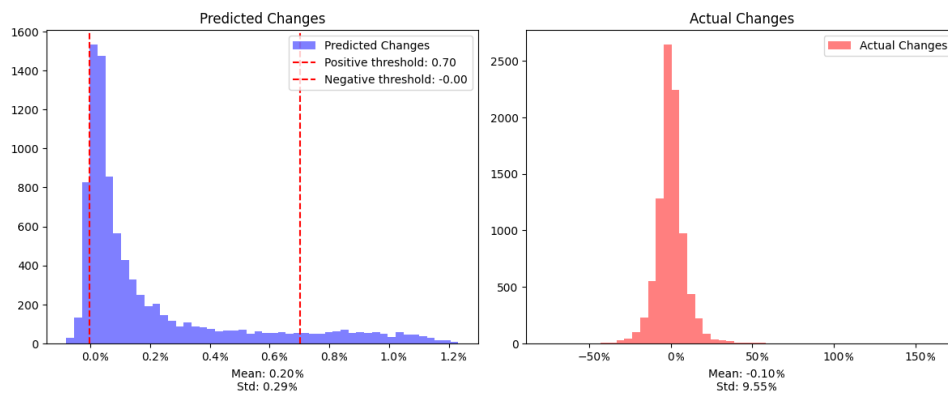 Predicted Changes
1600
1400
1200
1000
800
600
400
200
0
Predicted Changes
Positive threshold: 0.70
Negative threshold: -0.00
0.0% 0.2% 0.4% 0.6% 0.8% 1.0% 1.2%
Mean: 0.20%
Std: 0.29%
Actual Changes
2500
2000
1500
1000
500
0
Actual Changes
−50% 0% 50% 100% 150%
Mean: -0.10%
Std: 9.55%